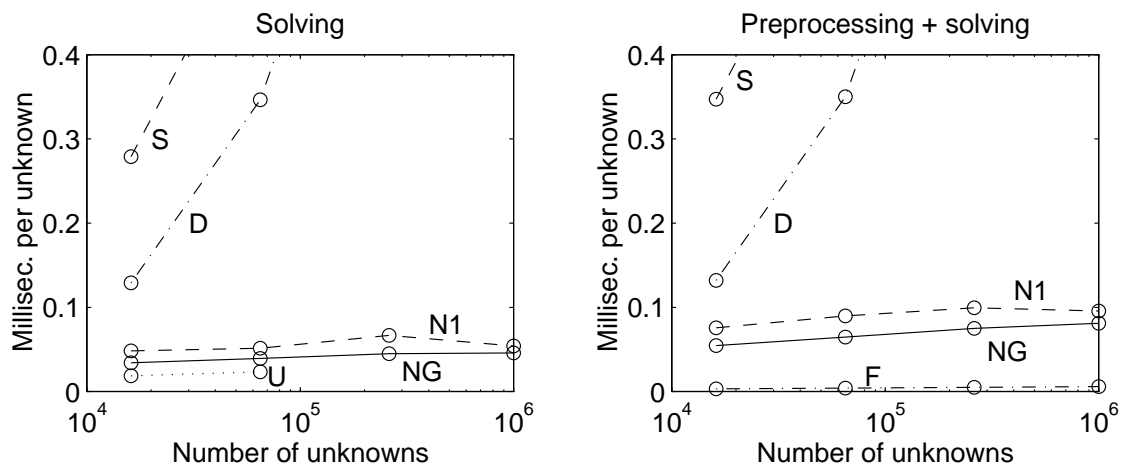 Solving
0.4
0.3
0.2
0.1
0
Millisec. per unknown
S
D
N1
NG
U
10^4
10^5
10^6
Number of unknowns
Preprocessing + solving
0.4
0.3
0.2
0.1
0
Millisec. per unknown
S
D
N1
NG
F
10^4
10^5
10^6
Number of unknowns